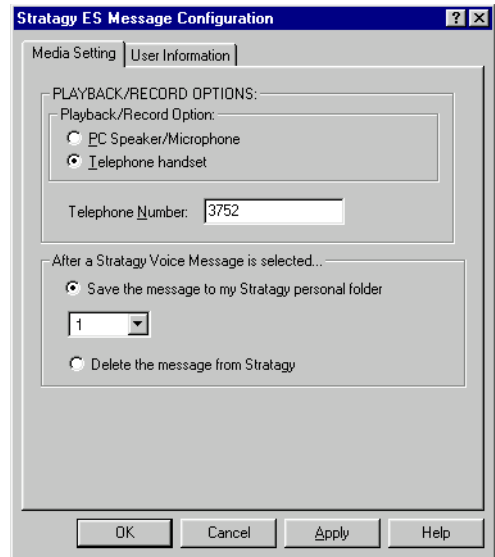 Stratagy ES Message Configuration
Media Setting User Information
PLAYBACK/RECORD OPTIONS:
Playback/Record Option:
PC Speaker/Microphone
Telephone handset
Telephone Number: 3752
After a Stratagy Voice Message is selected...
Save the message to my Stratagy personal folder
1
Delete the message from Stratagy
OK Cancel Apply Help